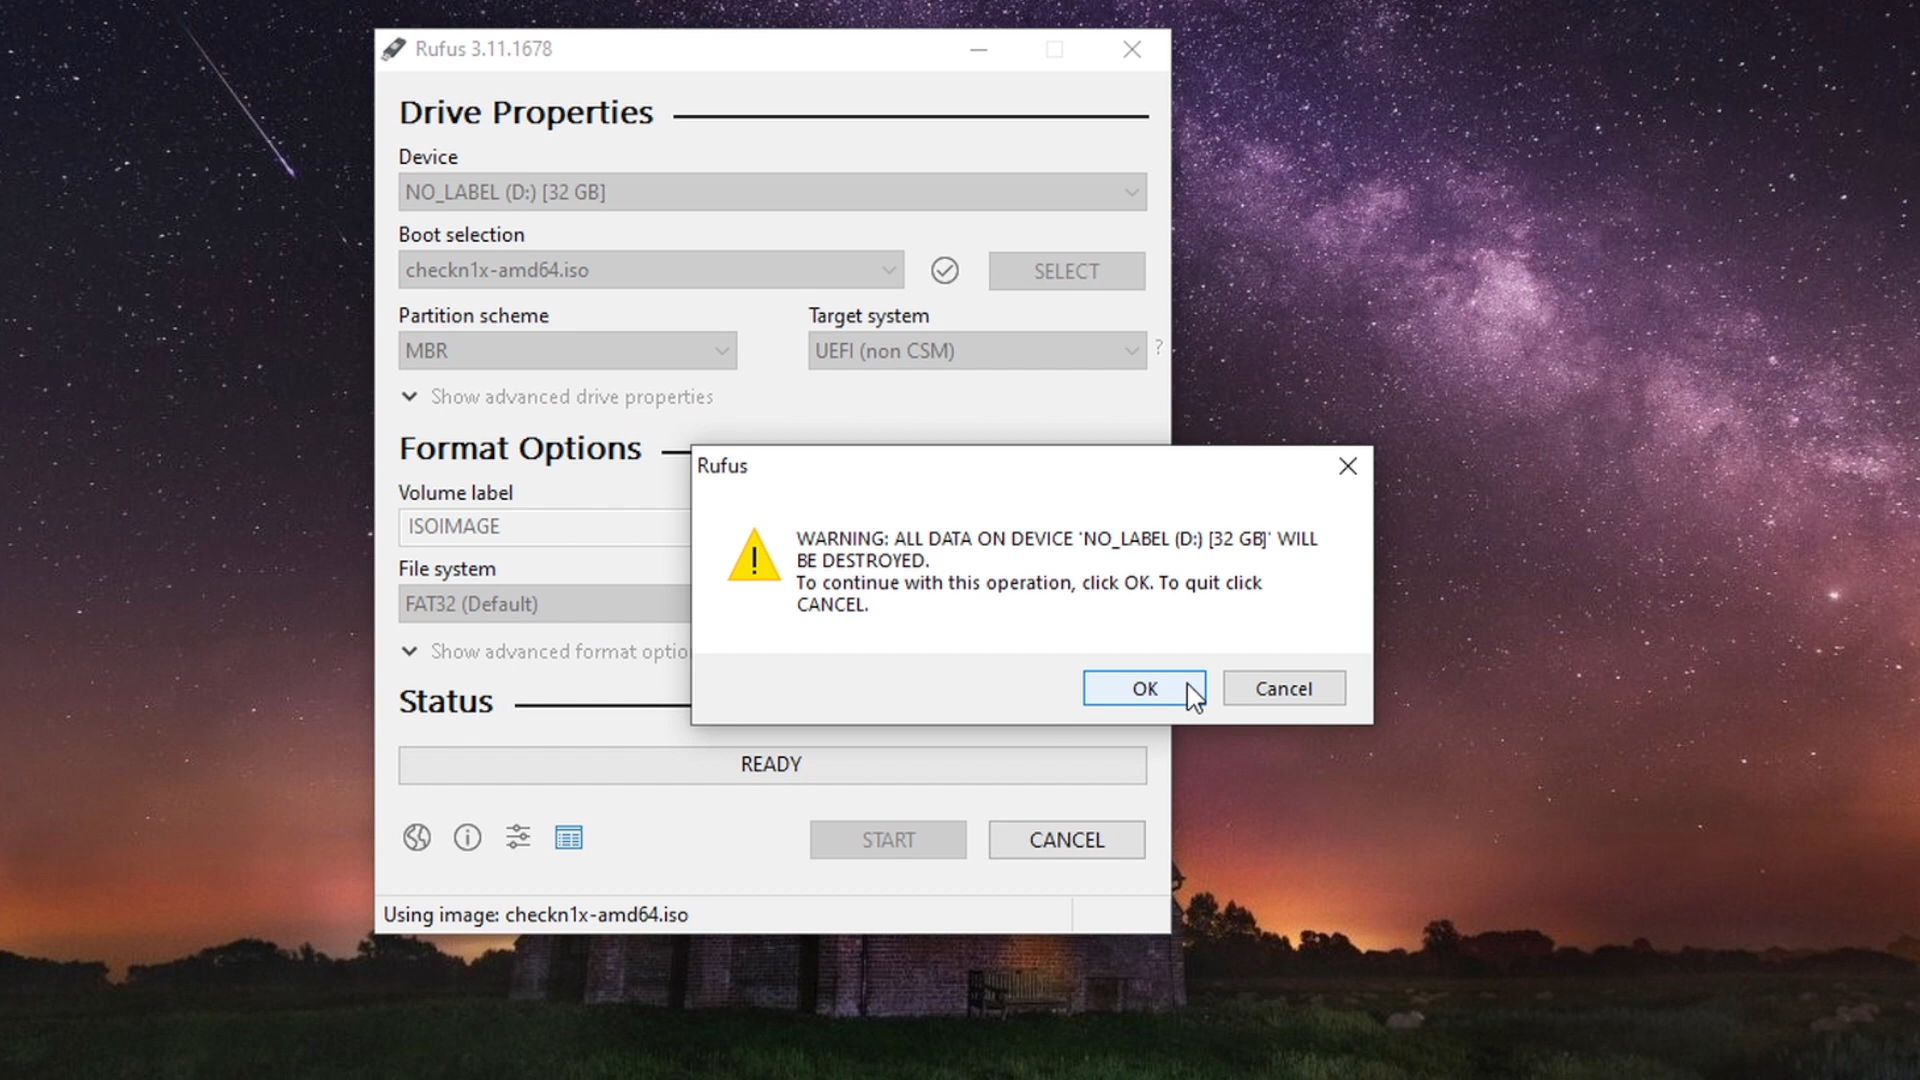 Rufus 3.11.1678
Drive Properties
Device
NO_LABEL (D:) [32 GB]
Boot selection
checkn1x-amd64.iso
SELECT
Partition scheme
Target system
MBR
UEFI (non CSM)
?
Show advanced drive properties
Format Options
Volume label
ISOIMAGE
File system
FAT32 (Default)
Show advanced format optio
Rufus
WARNING: ALL DATA ON DEVICE 'NO_LABEL (D:) [32 GB]' WILL
BE DESTROYED.
To continue with this operation, click OK. To quit click
CANCEL.
OK
Cancel
Status
READY
START
CANCEL
Using image: checkn1x-amd64.iso